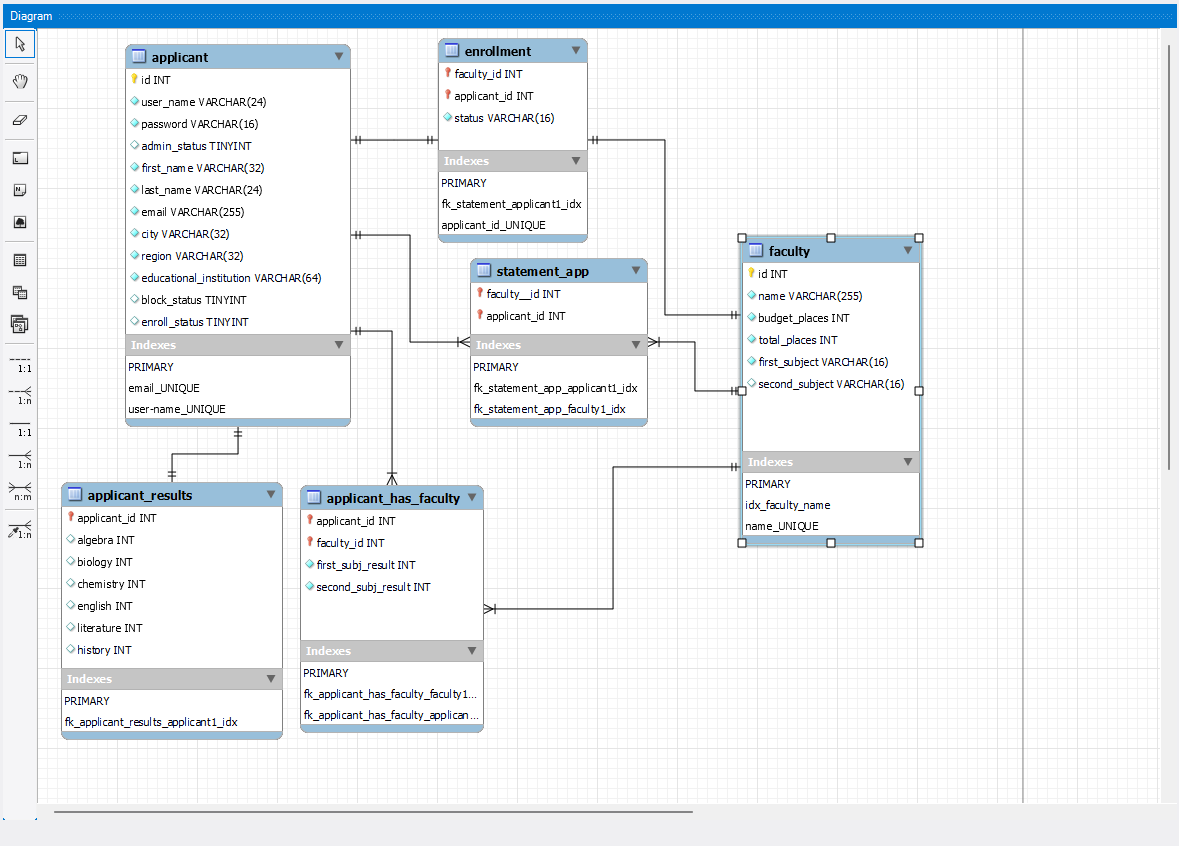 Diagram
applicant
id INT
user_name VARCHAR(24)
password VARCHAR(16)
admin_status TINYINT
first_name VARCHAR(32)
last_name VARCHAR(24)
email VARCHAR(255)
city VARCHAR(32)
region VARCHAR(32)
educational_institution VARCHAR(64)
block_status TINYINT
enroll_status TINYINT
Indexes
PRIMARY
email_UNIQUE
user-name_UNIQUE
enrollment
faculty_id INT
applicant_id INT
status VARCHAR(16)
Indexes
PRIMARY
fk_statement_applicant1_idx
applicant_id_UNIQUE
statement_app
faculty__id INT
applicant_id INT
Indexes
PRIMARY
fk_statement_app_applicant1_idx
fk_statement_app_faculty1_idx
faculty
id INT
name VARCHAR(255)
budget_places INT
total_places INT
first_subject VARCHAR(16)
second_subject VARCHAR(16)
Indexes
PRIMARY
idx_faculty_name
name_UNIQUE
applicant_results
applicant_id INT
algebra INT
biology INT
chemistry INT
english INT
literature INT
history INT
Indexes
PRIMARY
fk_applicant_results_applicant1_idx
applicant_has_faculty
applicant_id INT
faculty_id INT
first_subj_result INT
second_subj_result INT
Indexes
PRIMARY
fk_applicant_has_faculty_faculty1...
fk_applicant_has_faculty_applican...
1:1
1:n
1:1
1:n
n:m
1:n